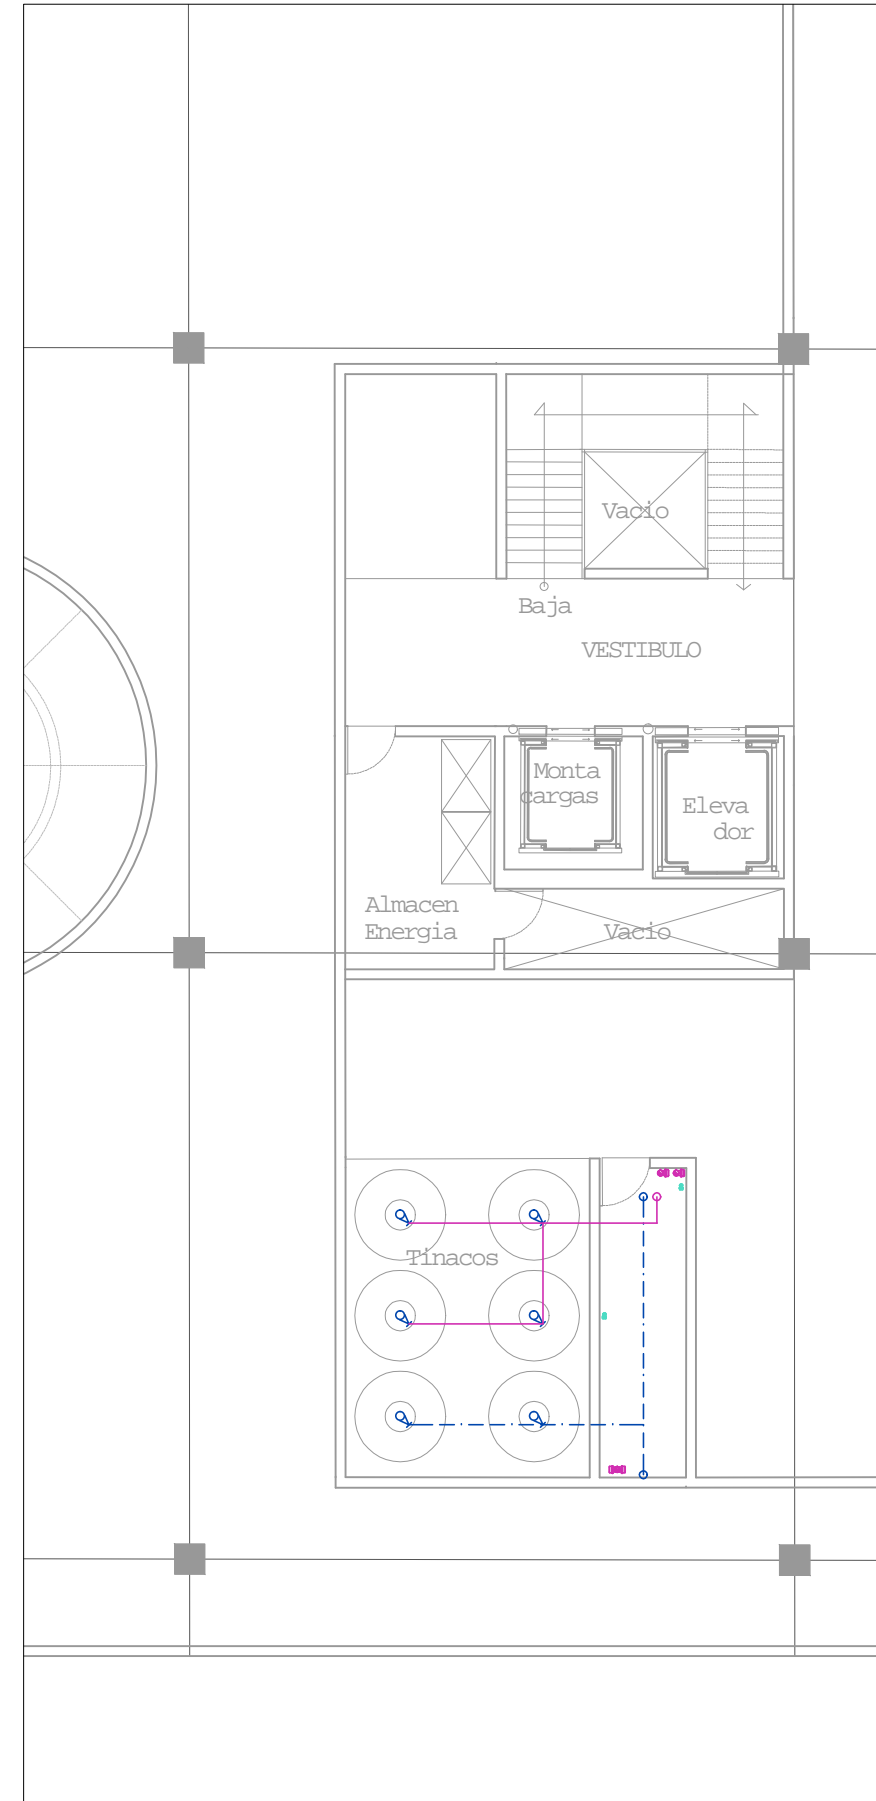 Vacio
Baja
VESTIBULO
Monta
cargas
Eleva
dor
Almacen
Energia
Vacio
Tinacos